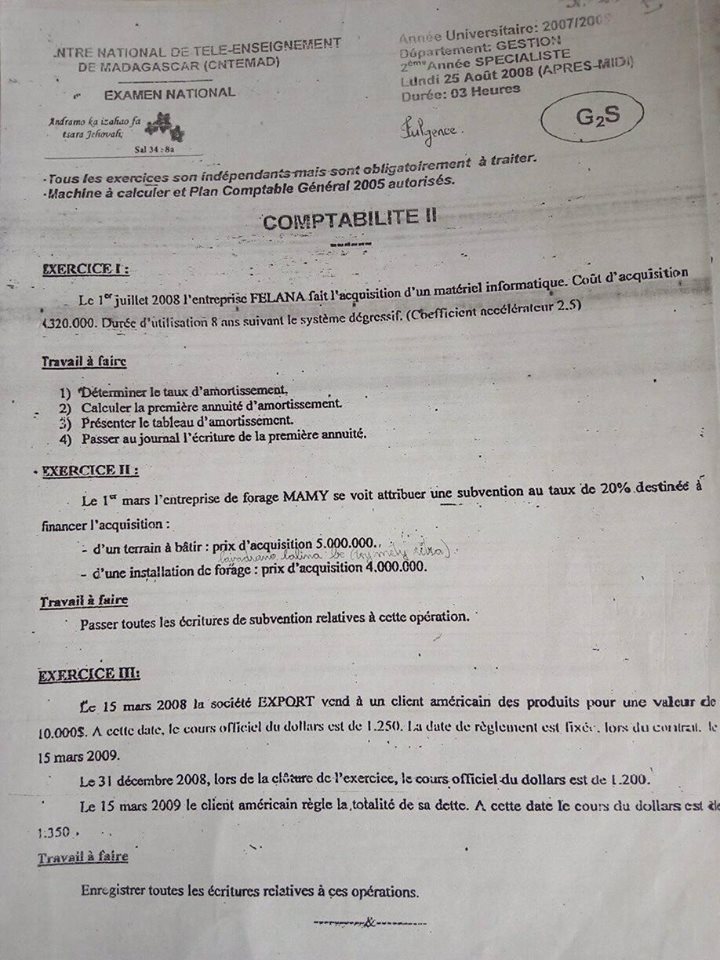 NTRE NATIONAL DE TELE-ENSEIGNEMENT
DE MADAGASCAR (CNTEMAD)
EXAMEN NATIONAL
Andramo ka izahao fa
tsara Jehovah;
Sal 34 : 8a
Année Universitaire: 2007/2008
Département: GESTION
2ème Année SPECIALISTE
Lundi 25 Août 2008 (APRES-MIDI)
Durée: 03 Heures
Fulgence.
G2S
-Tous les exercices son indépendants mais sont obligatoirement à traiter.
-Machine à calculer et Plan Comptable Général 2005 autorisés.
COMPTABILITE II
EXERCICE I :
Le 1er juillet 2008 l'entreprise FELANA fait l'acquisition d'un matériel informatique. Coût d'acquisition
4.320.000. Durée d'utilisation 8 ans suivant le système dégressif. (Coefficient accélérateur 2.5)
Travail à faire
1) Déterminer le taux d'amortissement,
2) Calculer la première annuité d'amortissement.
3) Présenter le tableau d'amortissement.
4) Passer au journal l'écriture de la première annuité.
EXERCICE II :
Le 1er mars l'entreprise de forage MAMY se voit attribuer une subvention au taux de 20% destinée à
financer l'acquisition :
- d'un terrain à bâtir : prix d'acquisition 5.000.000.
- d'une installation de forage : prix d'acquisition 4.000.000.
Travail à faire
Passer toutes les écritures de subvention relatives à cette opération.
EXERCICE III:
Le 15 mars 2008 la société EXPORT vend à un client américain des produits pour une valeur de
10.000$. A cette date, le cours officiel du dollars est de 1.250. La date de règlement est fixée, lors du contrat, le
15 mars 2009.
Le 31 décembre 2008, lors de la clôture de l'exercice, le cours officiel du dollars est de 1.200.
Le 15 mars 2009 le client américain règle la totalité de sa dette. A cette date le cours du dollars est de
1.350 .
Travail à faire
Enregistrer toutes les écritures relatives à ces opérations.